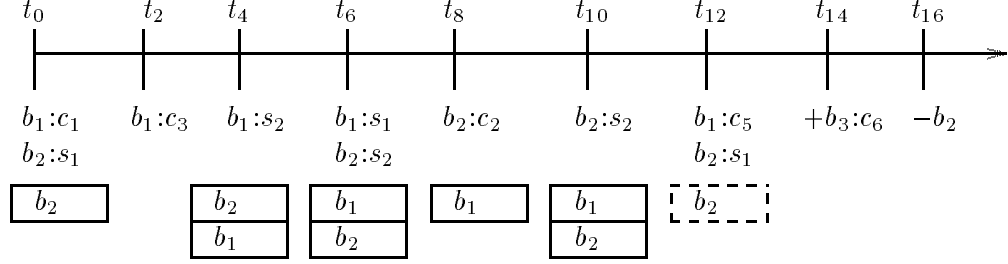 t₀ t₂ t₄ t₆ t₈ t₁₀ t₁₂ t₁₄ t₁₆
b₁:c₁ b₁:c₃ b₁:s₂ b₁:s₁ b₂:c₂ b₂:s₂ b₁:c₅ +b₃:c₆ −b₂
b₂:s₁ b₂:s₂ b₂:s₁
b₂ b₂ b₁ b₁ b₁ b₂
b₁ b₂ b₂